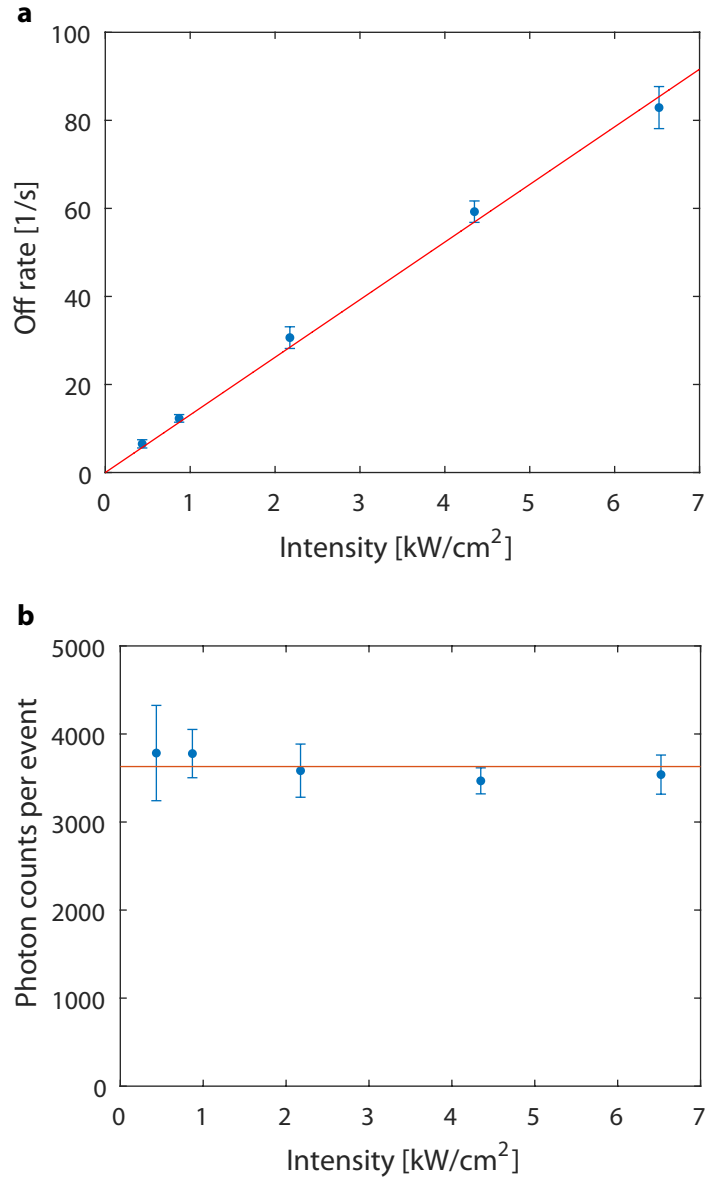 a
100
80
60
40
20
0
Off rate [1/s]
0 1 2 3 4 5 6 7
Intensity [kW/cm²]
b
5000
4000
3000
2000
1000
0
Photon counts per event
0 1 2 3 4 5 6 7
Intensity [kW/cm²]